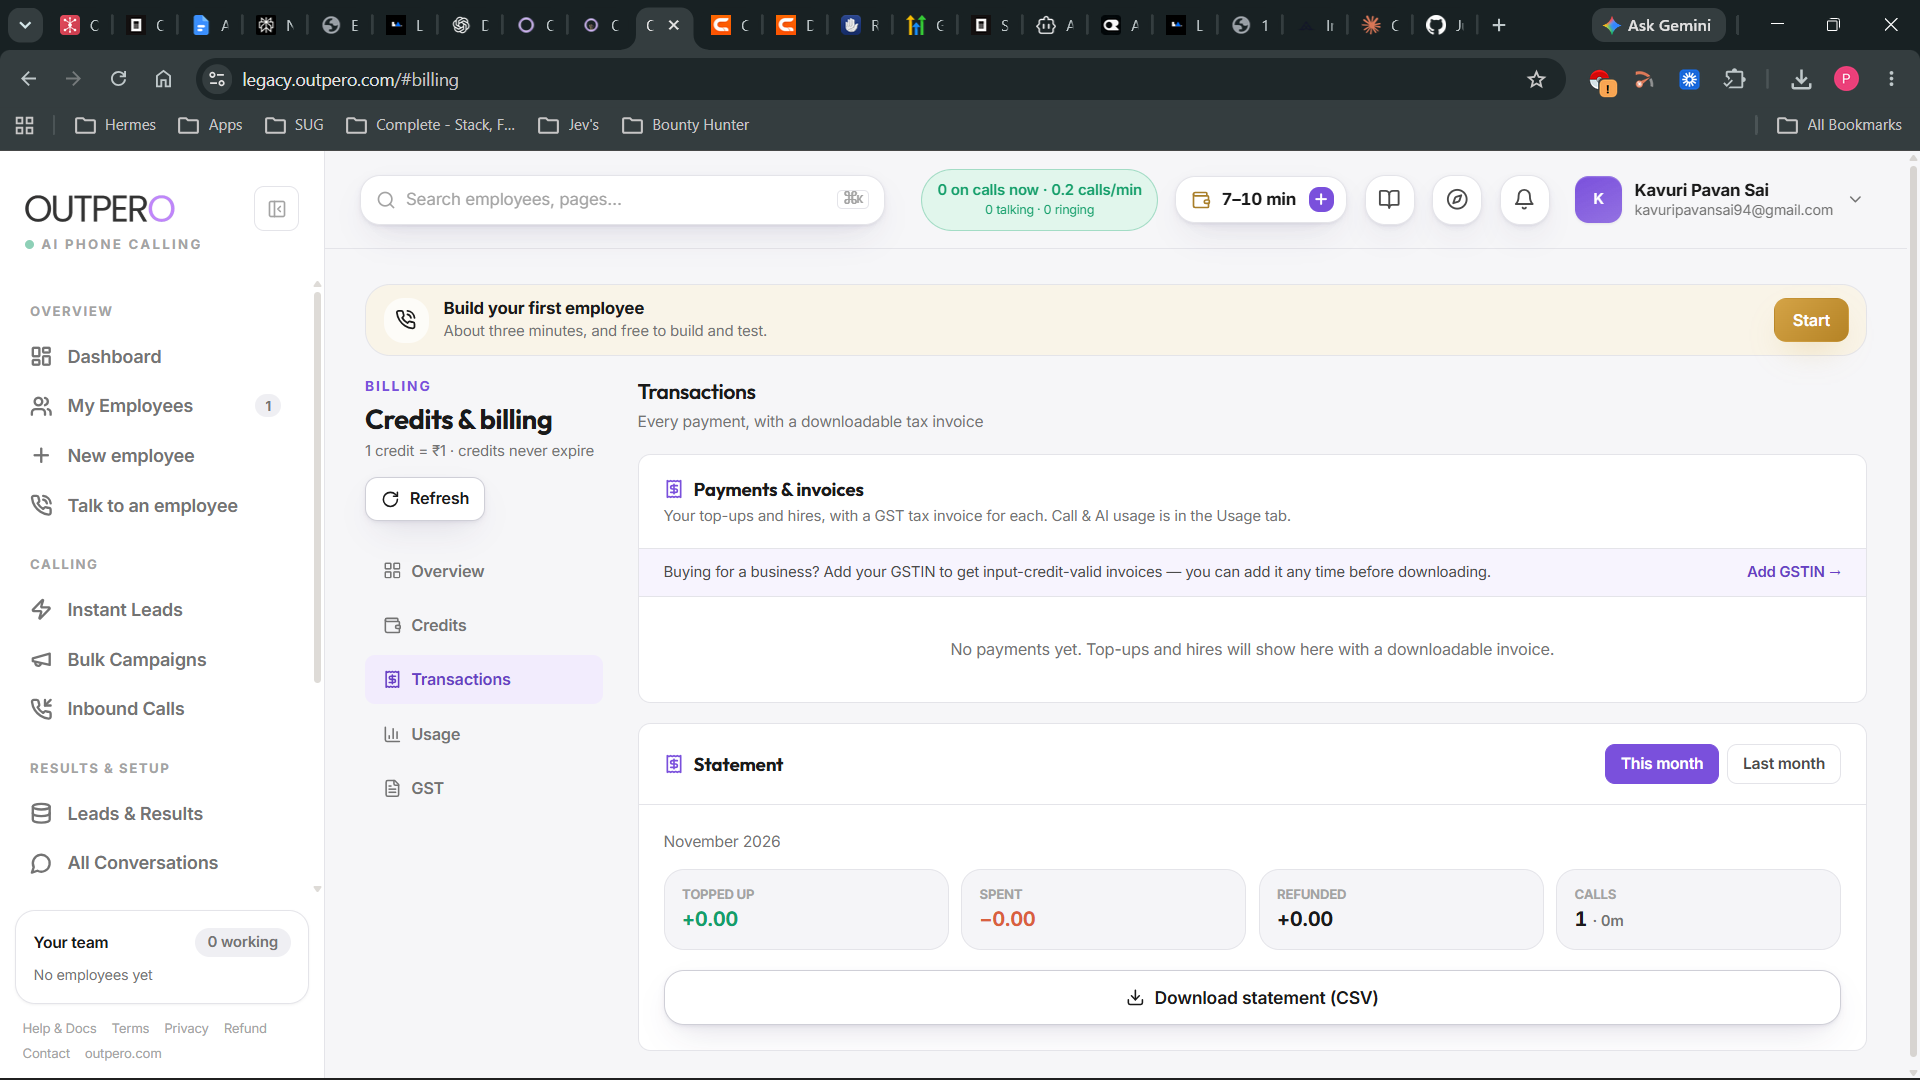 Ask Gemini
legacy.outpero.com/#billing
Hermes
Apps
SUG
Complete - Stack, F...
Jev's
Bounty Hunter
All Bookmarks
OUTPERO
AI PHONE CALLING
Search employees, pages...
⌘k
0 on calls now · 0.2 calls/min
0 talking · 0 ringing
7–10 min
K
Kavuri Pavan Sai
kavuripavansai94@gmail.com
OVERVIEW
Dashboard
My Employees 1
New employee
Talk to an employee
CALLING
Instant Leads
Bulk Campaigns
Inbound Calls
RESULTS & SETUP
Leads & Results
All Conversations
Your team 0 working
No employees yet
Help & Docs Terms Privacy Refund
Contact outpero.com
Build your first employee
About three minutes, and free to build and test.
Start
BILLING
Credits & billing
1 credit = ₹1 · credits never expire
Refresh
Overview
Credits
Transactions
Usage
GST
Transactions
Every payment, with a downloadable tax invoice
Payments & invoices
Your top-ups and hires, with a GST tax invoice for each. Call & AI usage is in the Usage tab.
Buying for a business? Add your GSTIN to get input-credit-valid invoices — you can add it any time before downloading. Add GSTIN →
No payments yet. Top-ups and hires will show here with a downloadable invoice.
Statement
This month
Last month
November 2026
TOPPED UP
+0.00
SPENT
−0.00
REFUNDED
+0.00
CALLS
1 · 0m
Download statement (CSV)